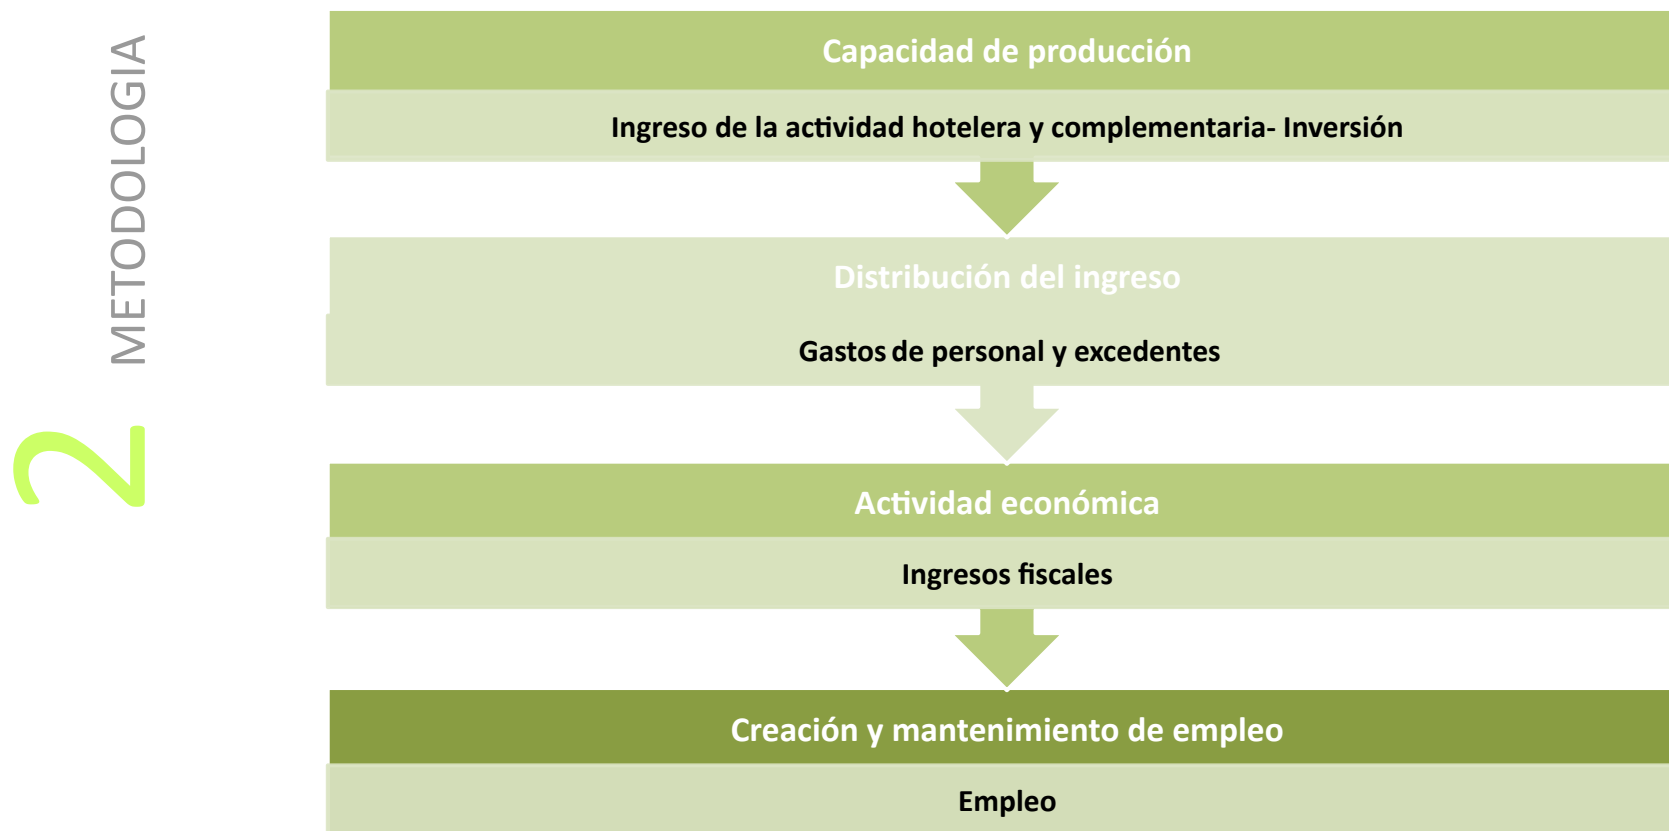 2 METODOLOGIA
Capacidad de producción
Ingreso de la actividad hotelera y complementaria- Inversión
Distribución del ingreso
Gastos de personal y excedentes
Actividad económica
Ingresos fiscales
Creación y mantenimiento de empleo
Empleo